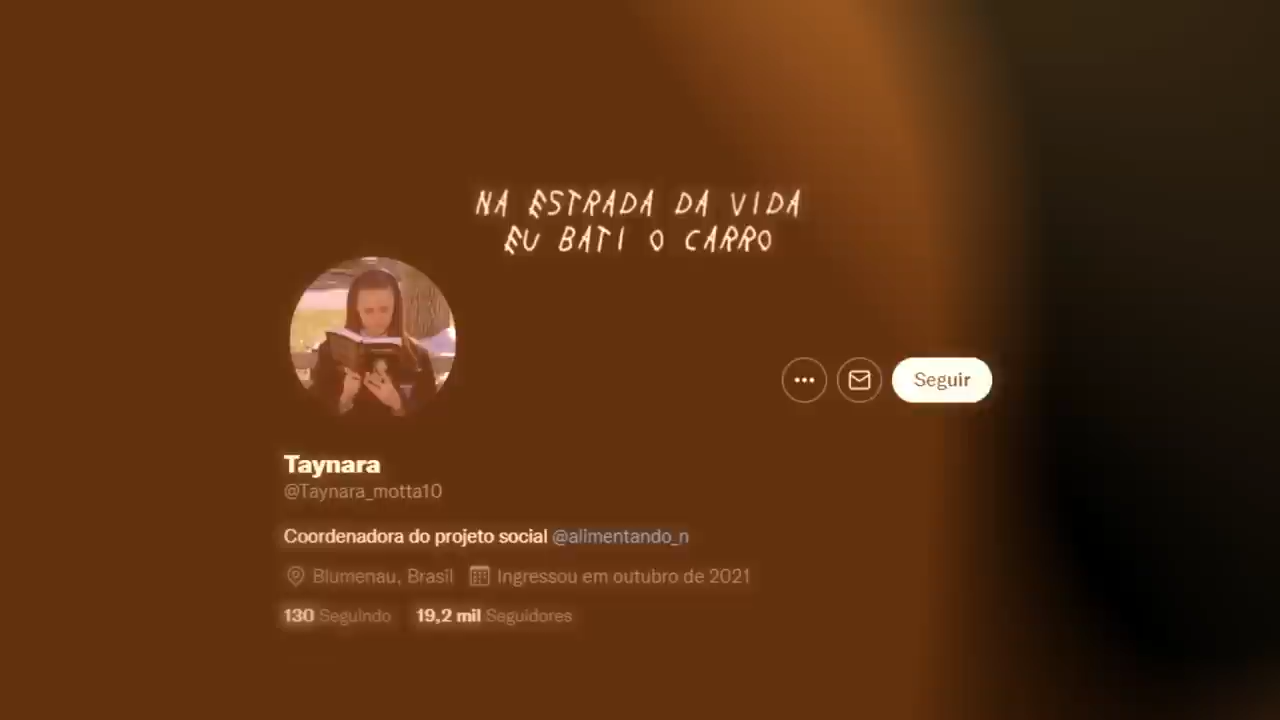 NA ESTRADA DA VIDA
EU BATI O CARRO
Seguir
Taynara
@Taynara_motta10
Coordenadora do projeto social @alimentando_n
Blumenau, Brasil Ingressou em outubro de 2021
130 Seguindo 19,2 mil Seguidores